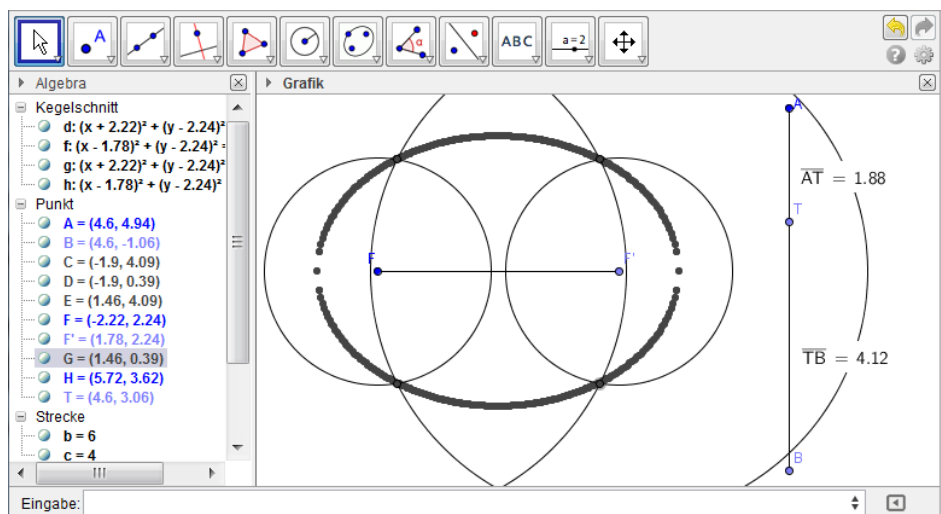 A
α
ABC
a=2
Algebra
Grafik
Kegelschnitt
d: (x + 2.22)² + (y - 2.24)²
f: (x - 1.78)² + (y - 2.24)² =
g: (x + 2.22)² + (y - 2.24)²
h: (x - 1.78)² + (y - 2.24)²
Punkt
A = (4.6, 4.94)
B = (4.6, -1.06)
C = (-1.9, 4.09)
D = (-1.9, 0.39)
E = (1.46, 4.09)
F = (-2.22, 2.24)
F' = (1.78, 2.24)
G = (1.46, 0.39)
H = (5.72, 3.62)
T = (4.6, 3.06)
Strecke
b = 6
c = 4
A
AT = 1.88
T
F
F'
TB = 4.12
B
Eingabe: